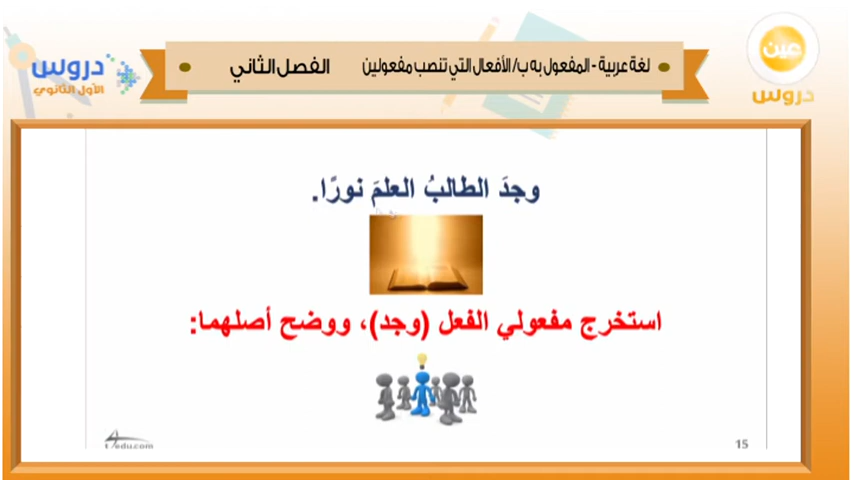 لغة عربية - المفعول به ب/ الأفعال التي تنصب مفعولين
الفصل الثاني
دروس
الأول الثانوي
عين
دروس
وجدَ الطالبُ العلمَ نورًا.
استخرج مفعولي الفعل (وجد)، ووضح أصلهما:
15